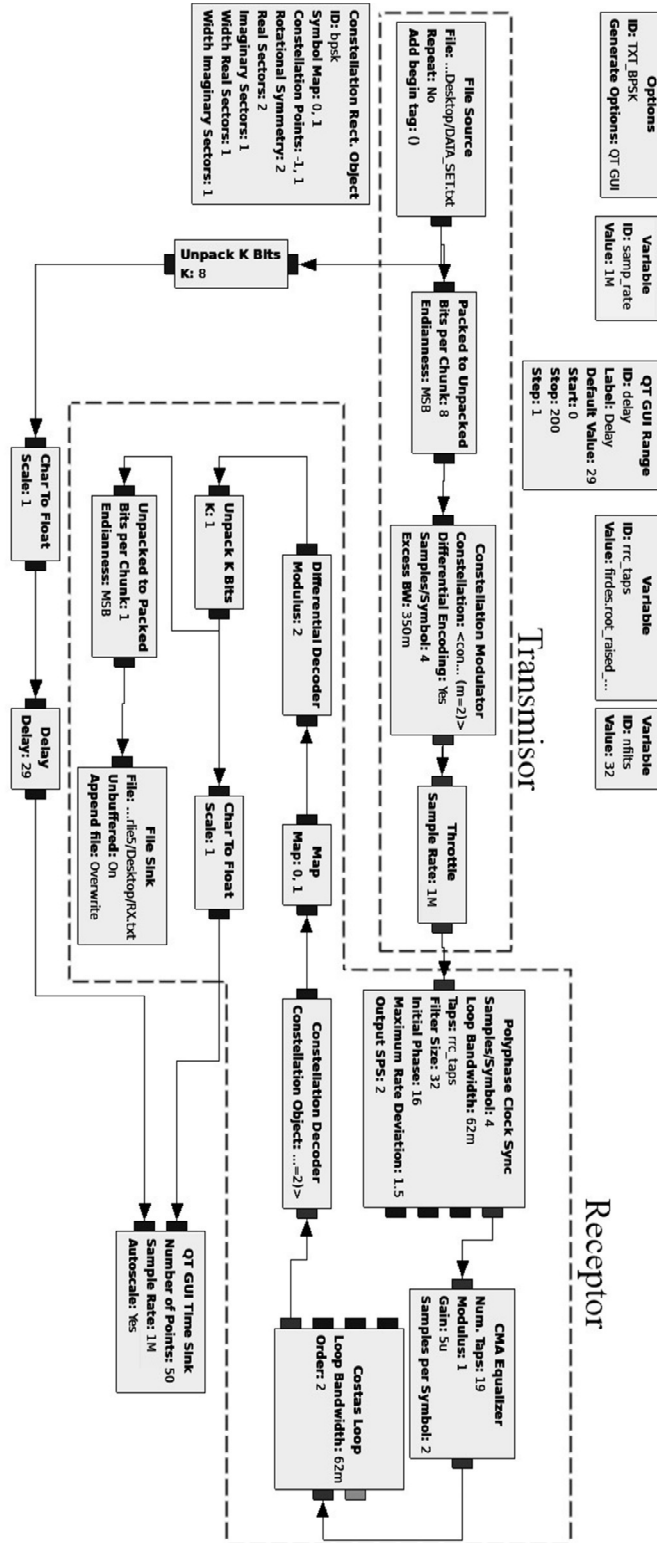 Options
ID: TXT_BPSK
Generate Options: QT GUI
Variable
ID: samp_rate
Value: 1M
QT GUI Range
ID: delay
Label: Delay
Default Value: 29
Start: 0
Stop: 200
Step: 1
Variable
ID: rrc_taps
Value: firdes.root_raised_...
Variable
ID: nfilts
Value: 32
Transmisor
File Source
File: ...Desktop/DATA_SET.txt
Repeat: No
Add begin tag: ()
Packed to Unpacked
Bits per Chunk: 8
Endianness: MSB
Constellation Modulator
Constellation: <con... (m=2)>
Differential Encoding: Yes
Samples/Symbol: 4
Excess BW: 350m
Throttle
Sample Rate: 1M
Receptor
Polyphase Clock Sync
Samples/Symbol: 4
Loop Bandwidth: 62m
Taps: rrc_taps
Filter Size: 32
Initial Phase: 16
Maximum Rate Deviation: 1.5
Output SPS: 2
CMA Equalizer
Num. Taps: 19
Modulus: 1
Gain: 5u
Samples per Symbol: 2
Costas Loop
Loop Bandwidth: 62m
Order: 2
Constellation Decoder
Constellation Object: ...=2)>
Map
Map: 0, 1
Differential Decoder
Modulus: 2
Unpack K Bits
K: 1
Unpacked to Packed
Bits per Chunk: 1
Endianness: MSB
File Sink
File: ...rlie5/Desktop/RX.txt
Unbuffered: On
Append file: Overwrite
Char To Float
Scale: 1
Constellation Rect. Object
ID: bpsk
Symbol Map: 0, 1
Constellation Points: -1, 1
Rotational Symmetry: 2
Real Sectors: 2
Imaginary Sectors: 1
Width Real Sectors: 1
Width Imaginary Sectors: 1
Unpack K Bits
K: 8
Char To Float
Scale: 1
Delay
Delay: 29
QT GUI Time Sink
Number of Points: 50
Sample Rate: 1M
Autoscale: Yes